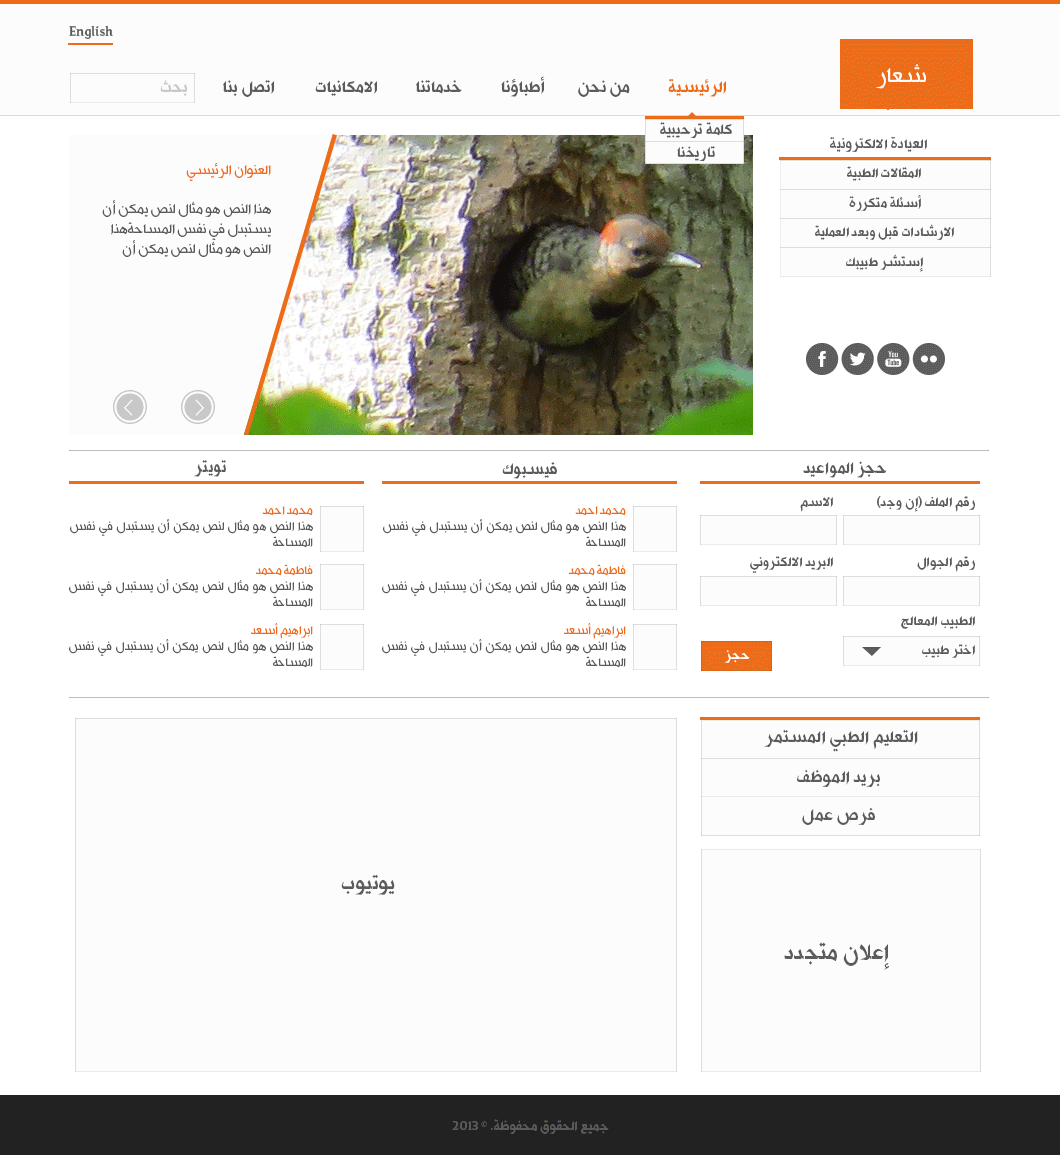 English
شعار
الرئيسية
من نحن
أطباؤنا
خدماتنا
الامكانيات
اتصل بنا
بحث
كلمة ترحيبية
تاريخنا
العيادة الالكترونية
المقالات الطبية
أسئلة متكررة
الارشادات قبل وبعد العملية
إستشر طبيبك
You
Tube
العنوان الرئيسي
هذا النص هو مثال لنص يمكن أن
يستبدل في نفس المساحةهذا
النص هو مثال لنص يمكن أن
حجز المواعيد
رقم الملف (إن وجد)
الاسم
رقم الجوال
البريد الالكتروني
الطبيب المعالج
اختر طبيب
حجز
فيسبوك
محمد احمد
هذا النص هو مثال لنص يمكن أن يستبدل في نفس
المساحة
فاطمة محمد
هذا النص هو مثال لنص يمكن أن يستبدل في نفس
المساحة
ابراهيم أسعد
هذا النص هو مثال لنص يمكن أن يستبدل في نفس
المساحة
تويتر
محمد احمد
هذا النص هو مثال لنص يمكن أن يستبدل في نفس
المساحة
فاطمة محمد
هذا النص هو مثال لنص يمكن أن يستبدل في نفس
المساحة
ابراهيم أسعد
هذا النص هو مثال لنص يمكن أن يستبدل في نفس
المساحة
التعليم الطبي المستمر
بريد الموظف
فرص عمل
يوتيوب
إعلان متجدد
جميع الحقوق محفوظة. © 2013